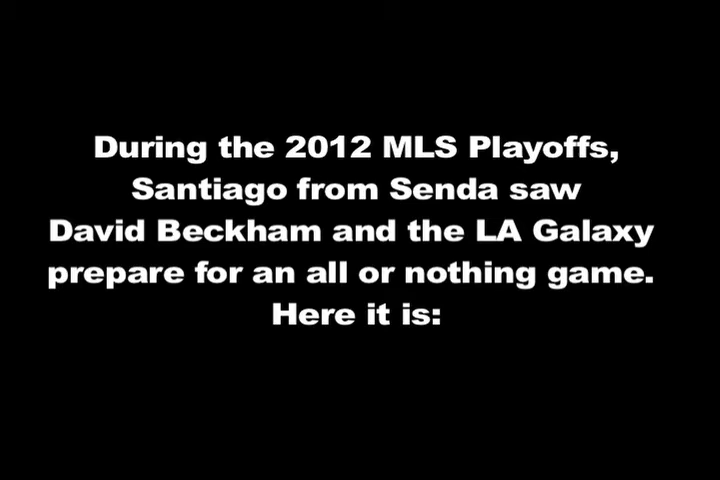 During the 2012 MLS Playoffs,
Santiago from Senda saw
David Beckham and the LA Galaxy
prepare for an all or nothing game.
Here it is: